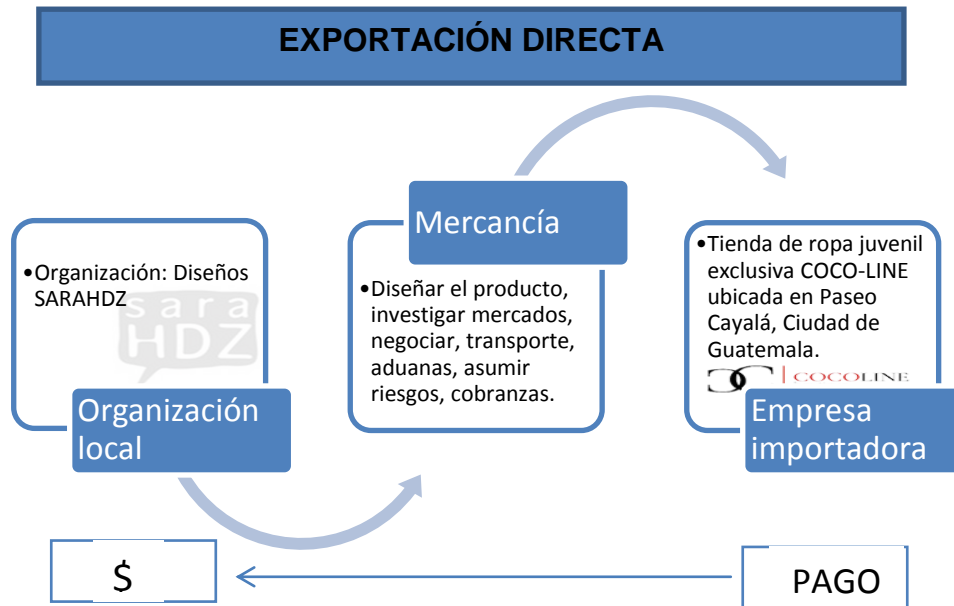 EXPORTACIÓN DIRECTA
•Organización: Diseños
SARAHDZ
sara
HDZ
Organización
local
Mercancía
•Diseñar el producto,
investigar mercados,
negociar, transporte,
aduanas, asumir
riesgos, cobranzas.
•Tienda de ropa juvenil
exclusiva COCO-LINE
ubicada en Paseo
Cayalá, Ciudad de
Guatemala.
COCOLINE
Empresa
importadora
$
PAGO